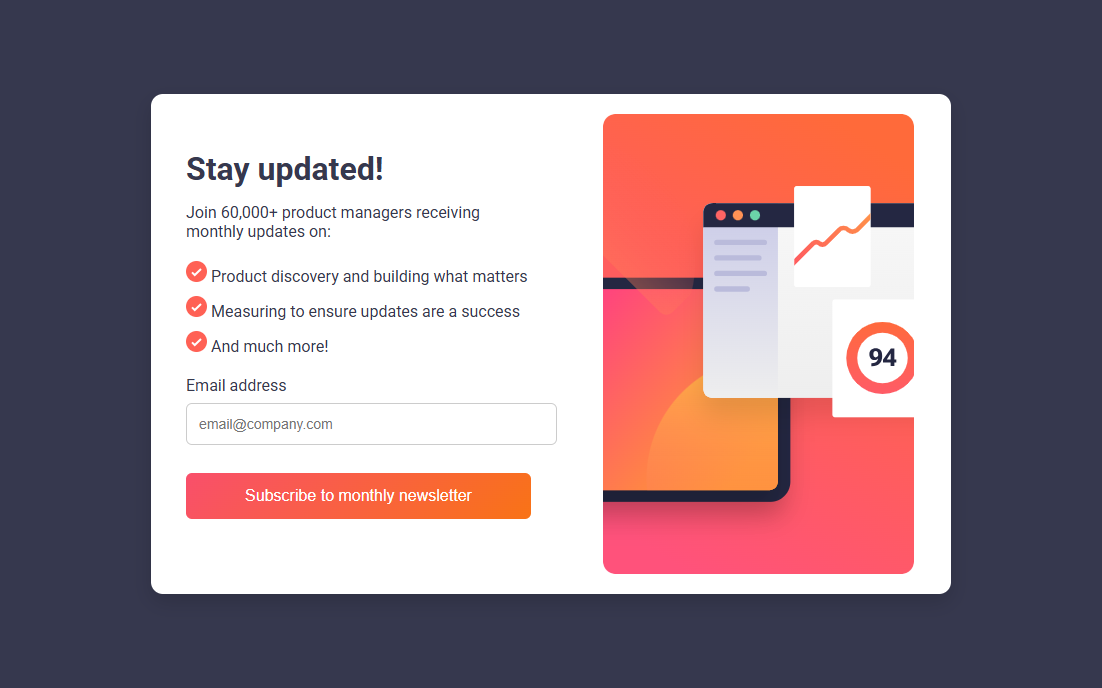 Stay updated!
Join 60,000+ product managers receiving
monthly updates on:
Product discovery and building what matters
Measuring to ensure updates are a success
And much more!
Email address
email@company.com
Subscribe to monthly newsletter
94